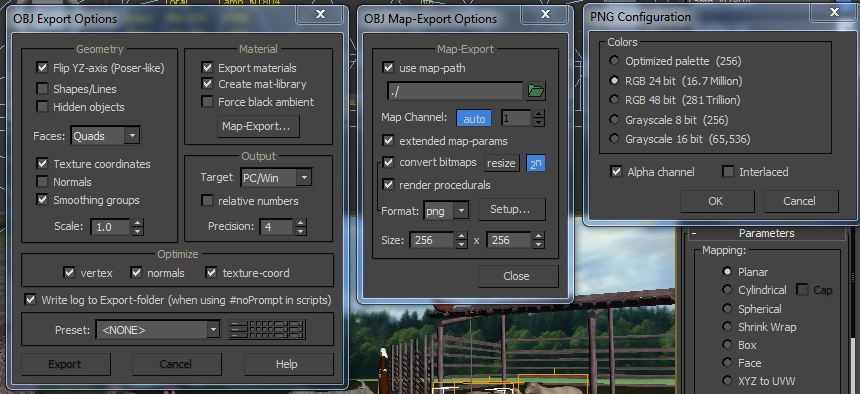 Local
OBJ Export Options
X
Geometry
Flip YZ-axis (Poser-like)
Shapes/Lines
Hidden objects
Faces: Quads
Texture coordinates
Normals
Smoothing groups
Scale: 1.0
Material
Export materials
Create mat-library
Force black ambient
Map-Export...
Output
Target: PC/Win
relative numbers
Precision: 4
Optimize
vertex normals texture-coord
Write log to Export-folder (when using #noPrompt in scripts)
Preset: <NONE>
Export Cancel Help
OBJ Map-Export Options
X
Map-Export
use map-path
./
Map Channel: auto 1
extended map-params
convert bitmaps resize 2ⁿ
render procedurals
Format: png Setup...
Size: 256 x 256
Close
PNG Configuration
X
Colors
Optimized palette (256)
RGB 24 bit (16.7 Million)
RGB 48 bit (281 Trillion)
Grayscale 8 bit (256)
Grayscale 16 bit (65,536)
Alpha channel Interlaced
OK Cancel
- Parameters
Mapping:
Planar
Cylindrical Cap
Spherical
Shrink Wrap
Box
Face
XYZ to UVW